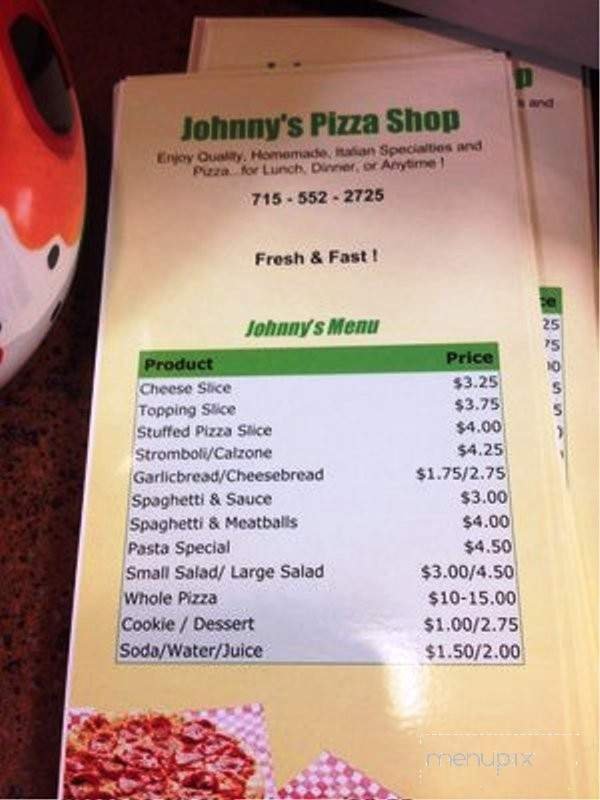 Johnny's Pizza Shop
Enjoy Quality, Homemade, Italian Specialties and
Pizza...for Lunch, Dinner, or Anytime !
715 - 552 - 2725
Fresh & Fast !
Johnny's Menu
Product Price
Cheese Slice $3.25
Topping Slice $3.75
Stuffed Pizza Slice $4.00
Stromboli/Calzone $4.25
Garlicbread/Cheesebread $1.75/2.75
Spaghetti & Sauce $3.00
Spaghetti & Meatballs $4.00
Pasta Special $4.50
Small Salad/ Large Salad $3.00/4.50
Whole Pizza $10-15.00
Cookie / Dessert $1.00/2.75
Soda/Water/Juice $1.50/2.00
p
and
ce
25
75
menupix